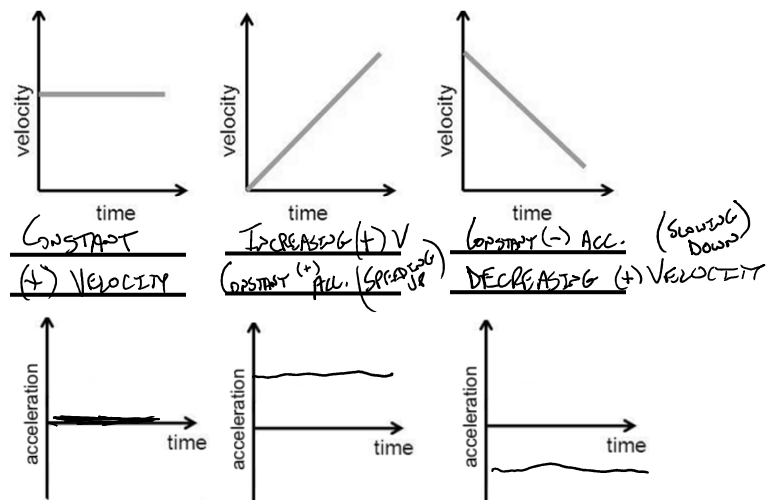 velocity
time
velocity
time
velocity
time
CONSTANT
(+) VELOCITY
INCREASING (+) V
CONSTANT (+) ACC. (SPEEDING UP)
CONSTANT (-) ACC. (SLOWING DOWN)
DECREASING (+) VELOCITY
acceleration
time
acceleration
time
acceleration
time